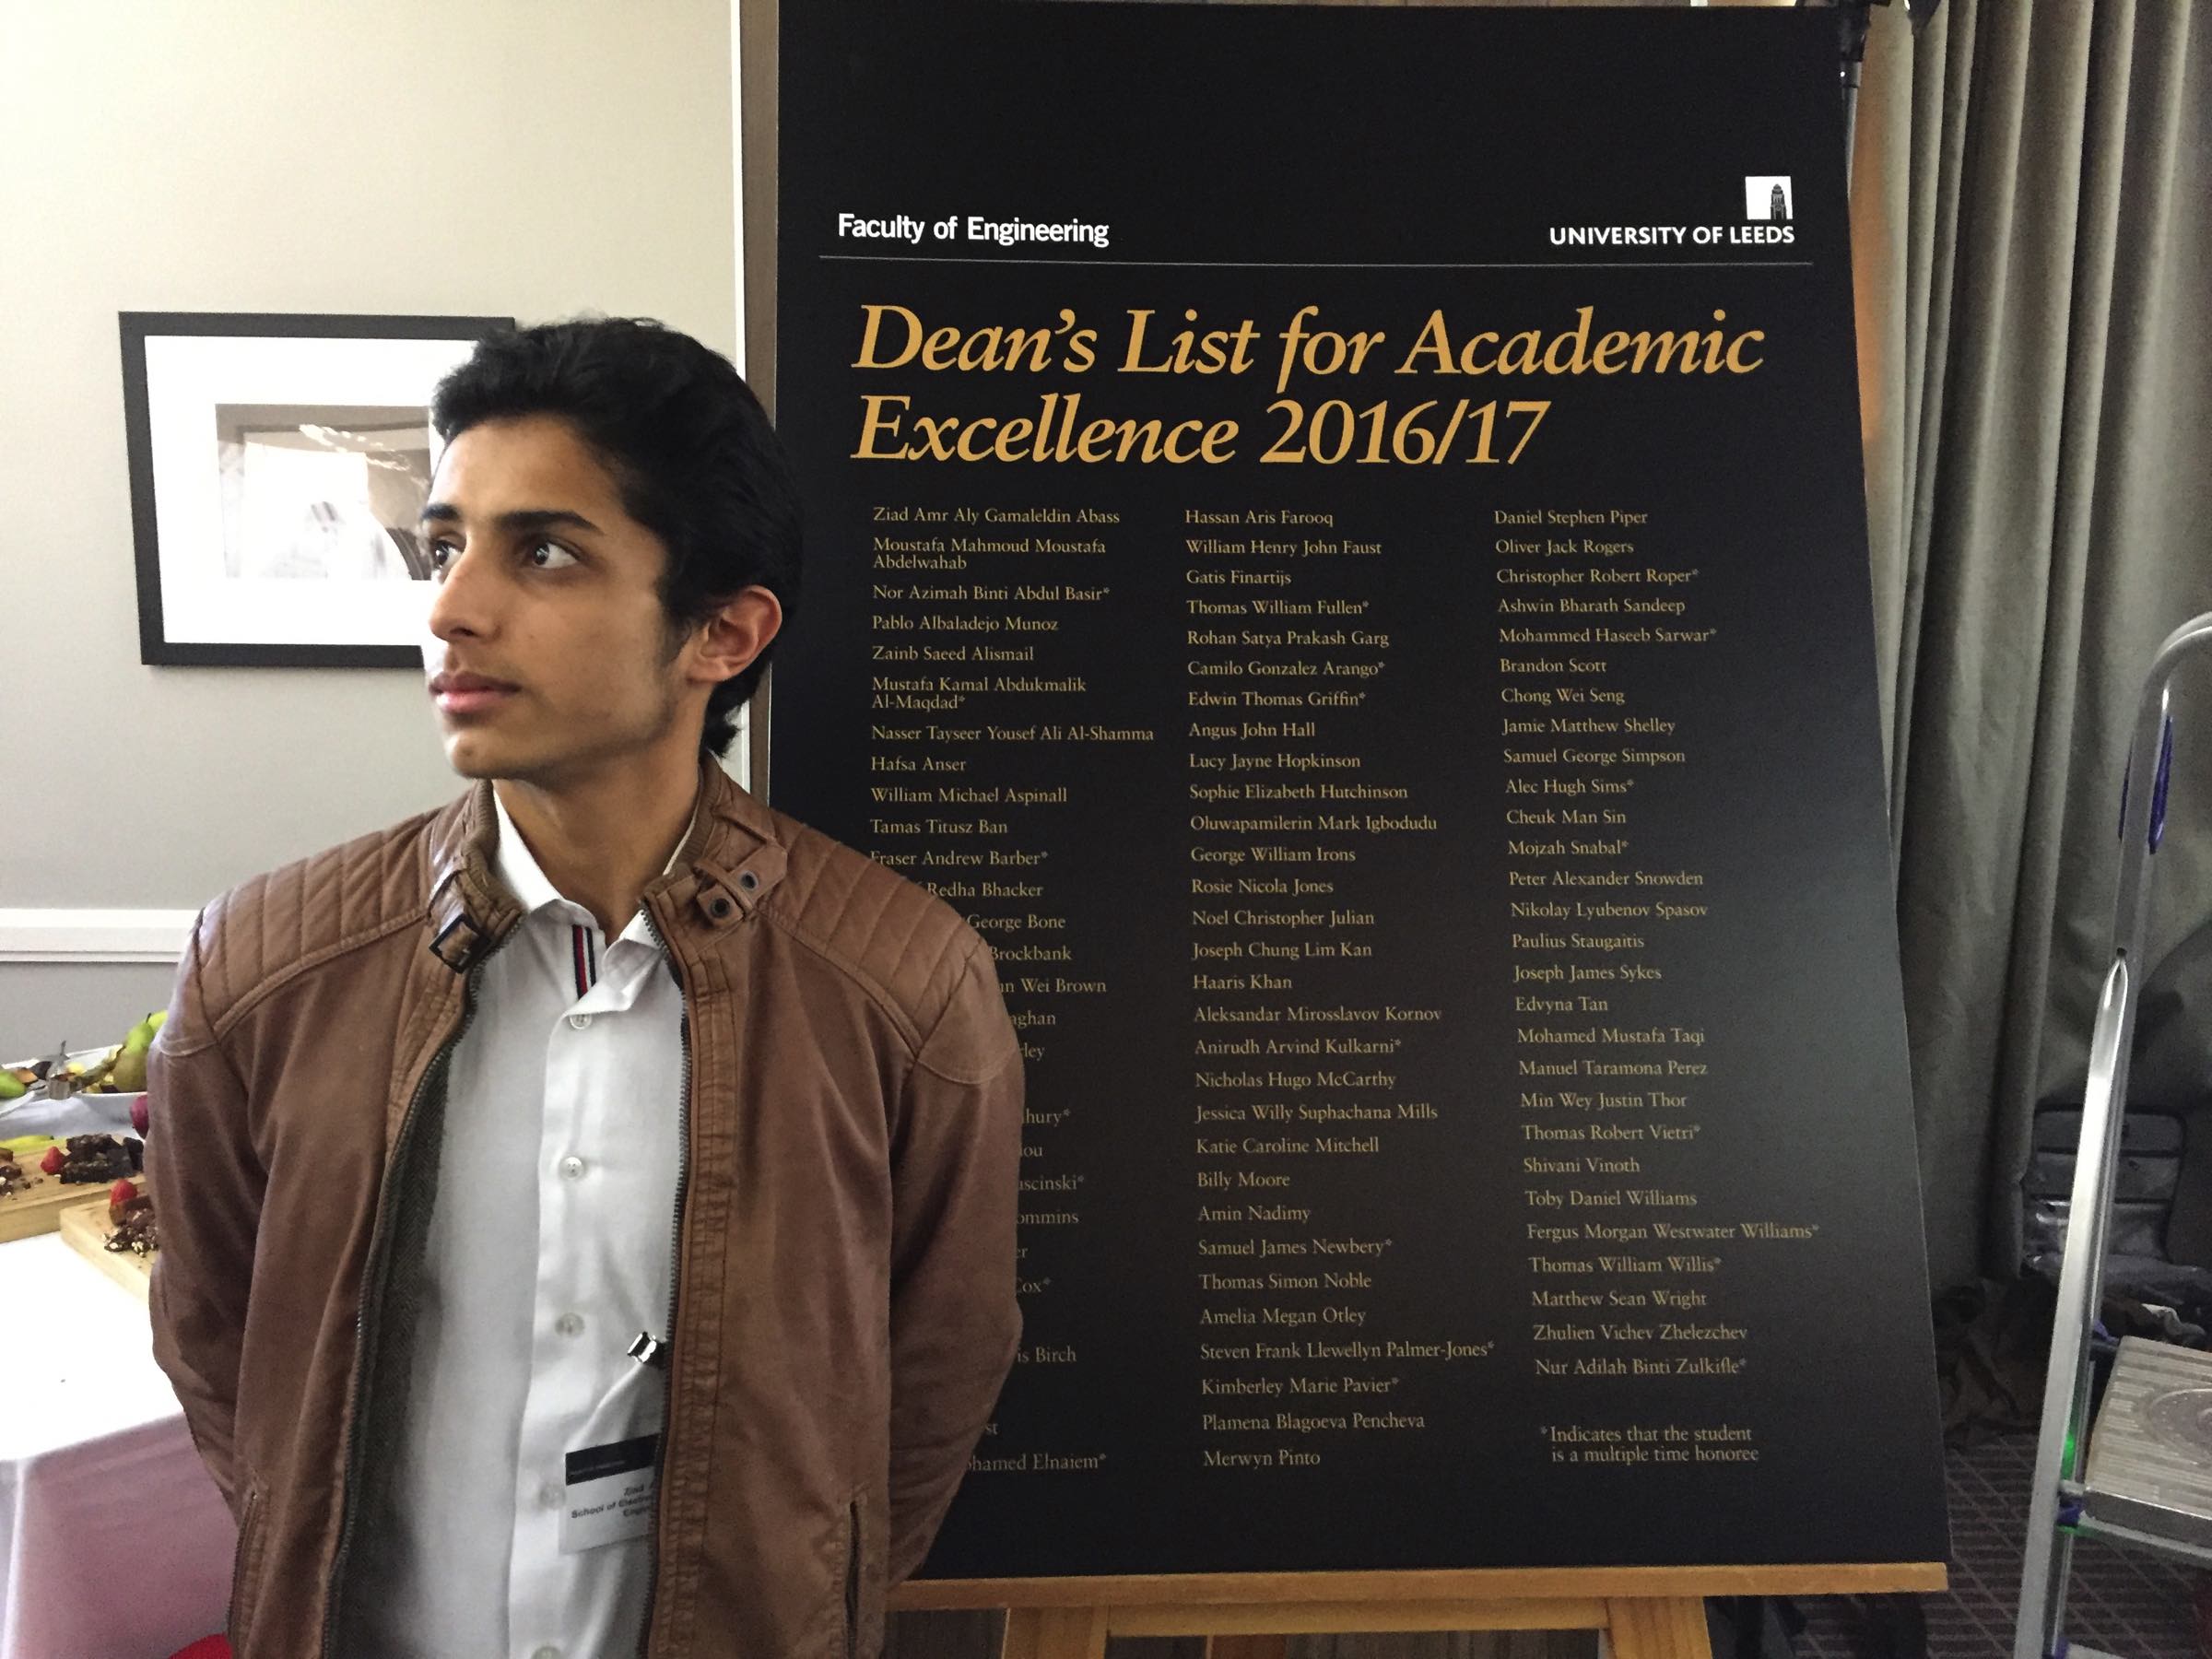 Faculty of Engineering
UNIVERSITY OF LEEDS
Dean's List for Academic
Excellence 2016/17
Ziad Amr Aly Gamaleldin Abass
Moustafa Mahmoud Moustafa
Abdelwahab
Nor Azimah Binti Abdul Basir*
Pablo Albaladejo Munoz
Zainb Saeed Alismail
Mustafa Kamal Abdukmalik
Al-Maqdad*
Nasser Tayseer Yousef Ali Al-Shamma
Hafsa Anser
William Michael Aspinall
Tamas Titusz Ban
Fraser Andrew Barber*
Redha Bhacker
George Bone
Brockbank
Wei Brown
Cox*
is Birch
Elnaiem*
Hassan Aris Farooq
William Henry John Faust
Gatis Finartijs
Thomas William Fullen*
Rohan Satya Prakash Garg
Camilo Gonzalez Arango*
Edwin Thomas Griffin*
Angus John Hall
Lucy Jayne Hopkinson
Sophie Elizabeth Hutchinson
Oluwapamilerin Mark Igbodudu
George William Irons
Rosie Nicola Jones
Noel Christopher Julian
Joseph Chung Lim Kan
Haaris Khan
Aleksandar Mirosslavov Kornov
Anirudh Arvind Kulkarni*
Nicholas Hugo McCarthy
Jessica Willy Suphachana Mills
Katie Caroline Mitchell
Billy Moore
Amin Nadimy
Samuel James Newbery*
Thomas Simon Noble
Amelia Megan Otley
Steven Frank Llewellyn Palmer-Jones*
Kimberley Marie Pavier*
Plamena Blagoeva Pencheva
Merwyn Pinto
Daniel Stephen Piper
Oliver Jack Rogers
Christopher Robert Roper*
Ashwin Bharath Sandeep
Mohammed Haseeb Sarwar*
Brandon Scott
Chong Wei Seng
Jamie Matthew Shelley
Samuel George Simpson
Alec Hugh Sims*
Cheuk Man Sin
Mojzah Snabal*
Peter Alexander Snowden
Nikolay Lyubenov Spasov
Paulius Staugaitis
Joseph James Sykes
Edvyna Tan
Mohamed Mustafa Taqi
Manuel Taramona Perez
Min Wey Justin Thor
Thomas Robert Vietri*
Shivani Vinoth
Toby Daniel Williams
Fergus Morgan Westwater Williams*
Thomas William Willis*
Matthew Sean Wright
Zhulien Vichev Zhelezchev
Nur Adilah Binti Zulkifle*
*Indicates that the student
is a multiple time honoree
Ziad
School of